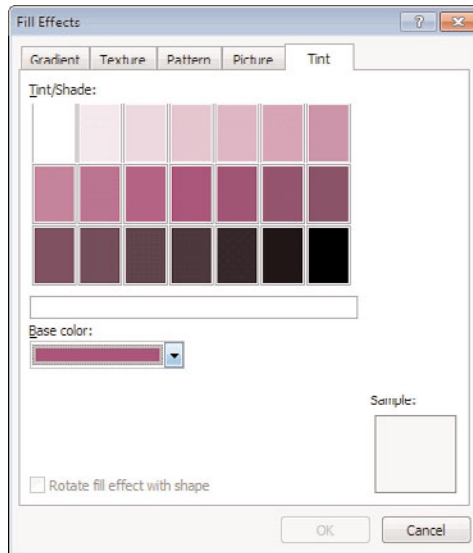 Fill Effects
?
Gradient Texture Pattern Picture Tint
Tint/Shade:
Base color:
Sample:
Rotate fill effect with shape
OK Cancel